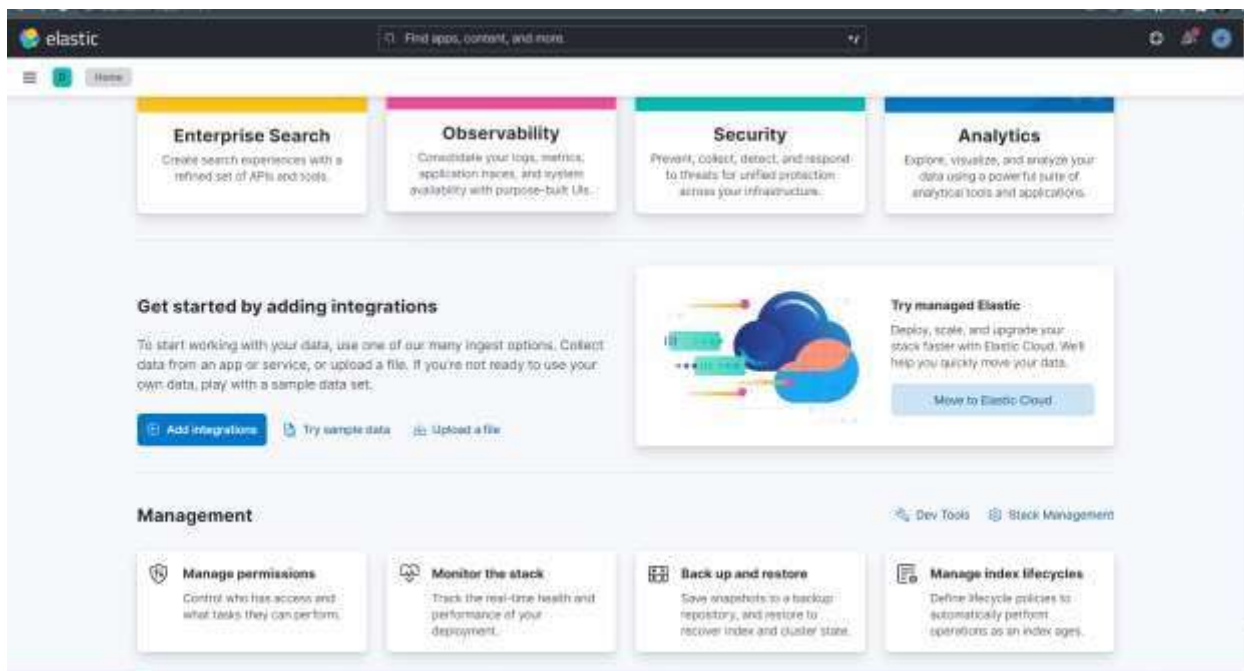 elastic
Find apps, content, and more.
D
Home
Enterprise Search
Create search experiences with a
refined set of APIs and tools.
Observability
Consolidate your logs, metrics,
application traces, and system
availability with purpose-built UIs.
Security
Prevent, collect, detect, and respond
to threats for unified protection
across your infrastructure.
Analytics
Explore, visualize, and analyze your
data using a powerful suite of
analytical tools and applications.
Get started by adding integrations
To start working with your data, use one of our many ingest options. Collect
data from an app or service, or upload a file. If you're not ready to use your
own data, play with a sample data set.
Add integrations
Try sample data
Upload a file
Try managed Elastic
Deploy, scale, and upgrade your
stack faster with Elastic Cloud. We'll
help you quickly move your data.
Move to Elastic Cloud
Management
Dev Tools
Stack Management
Manage permissions
Control who has access and
what tasks they can perform.
Monitor the stack
Track the real-time health and
performance of your
deployment.
Back up and restore
Save snapshots to a backup
repository, and restore to
recover index and cluster state.
Manage index lifecycles
Define lifecycle policies to
automatically perform
operations as an index ages.